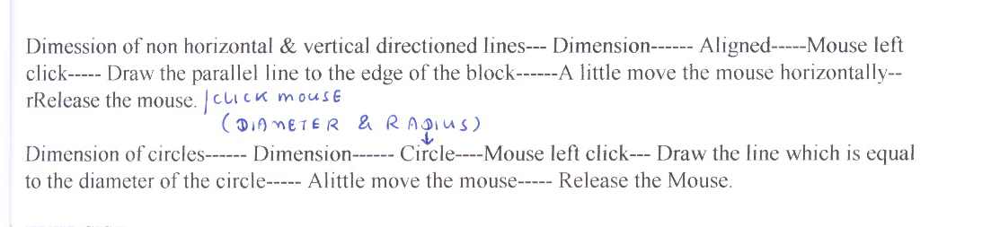 Dimession of non horizontal & vertical directioned lines--- Dimension------ Aligned-----Mouse left
click----- Draw the parallel line to the edge of the block------A little move the mouse horizontally--
rRelease the mouse. /CLICK MOUSE
(DIAMETER & RADIUS)
↓
Dimension of circles------ Dimension------ Circle----Mouse left click--- Draw the line which is equal
to the diameter of the circle----- Alittle move the mouse----- Release the Mouse.